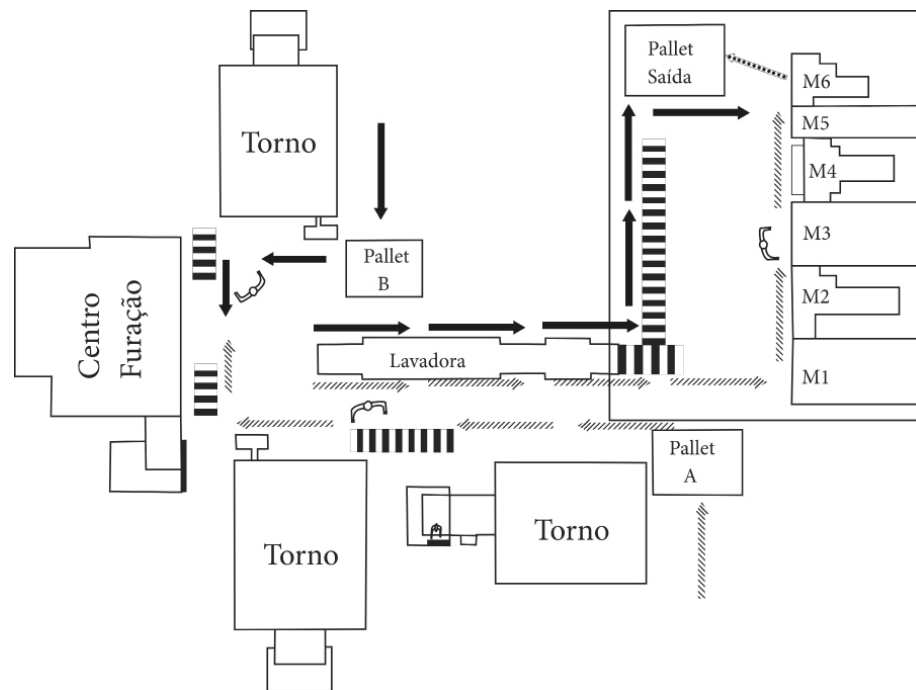 Pallet
Saída
M6
M5
Torno
M4
M3
Pallet
B
M2
Centro
Furação
Lavadora
M1
Pallet
A
Torno
Torno